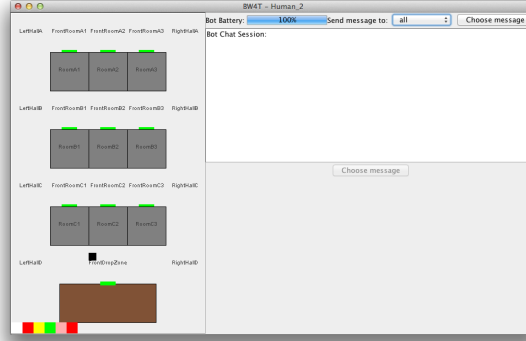 BW4T - Human_2
Bot Battery: 100% Send message to: all Choose message
Bot Chat Session:
Choose message
LeftHallA FrontRoomA1 FrontRoomA2 FrontRoomA3 RightHallA
RoomA1 RoomA2 RoomA3
LeftHallB FrontRoomB1 FrontRoomB2 FrontRoomB3 RightHallB
RoomB1 RoomB2 RoomB3
LeftHallC FrontRoomC1 FrontRoomC2 FrontRoomC3 RightHallC
RoomC1 RoomC2 RoomC3
LeftHallD FrontDropZone RightHallD